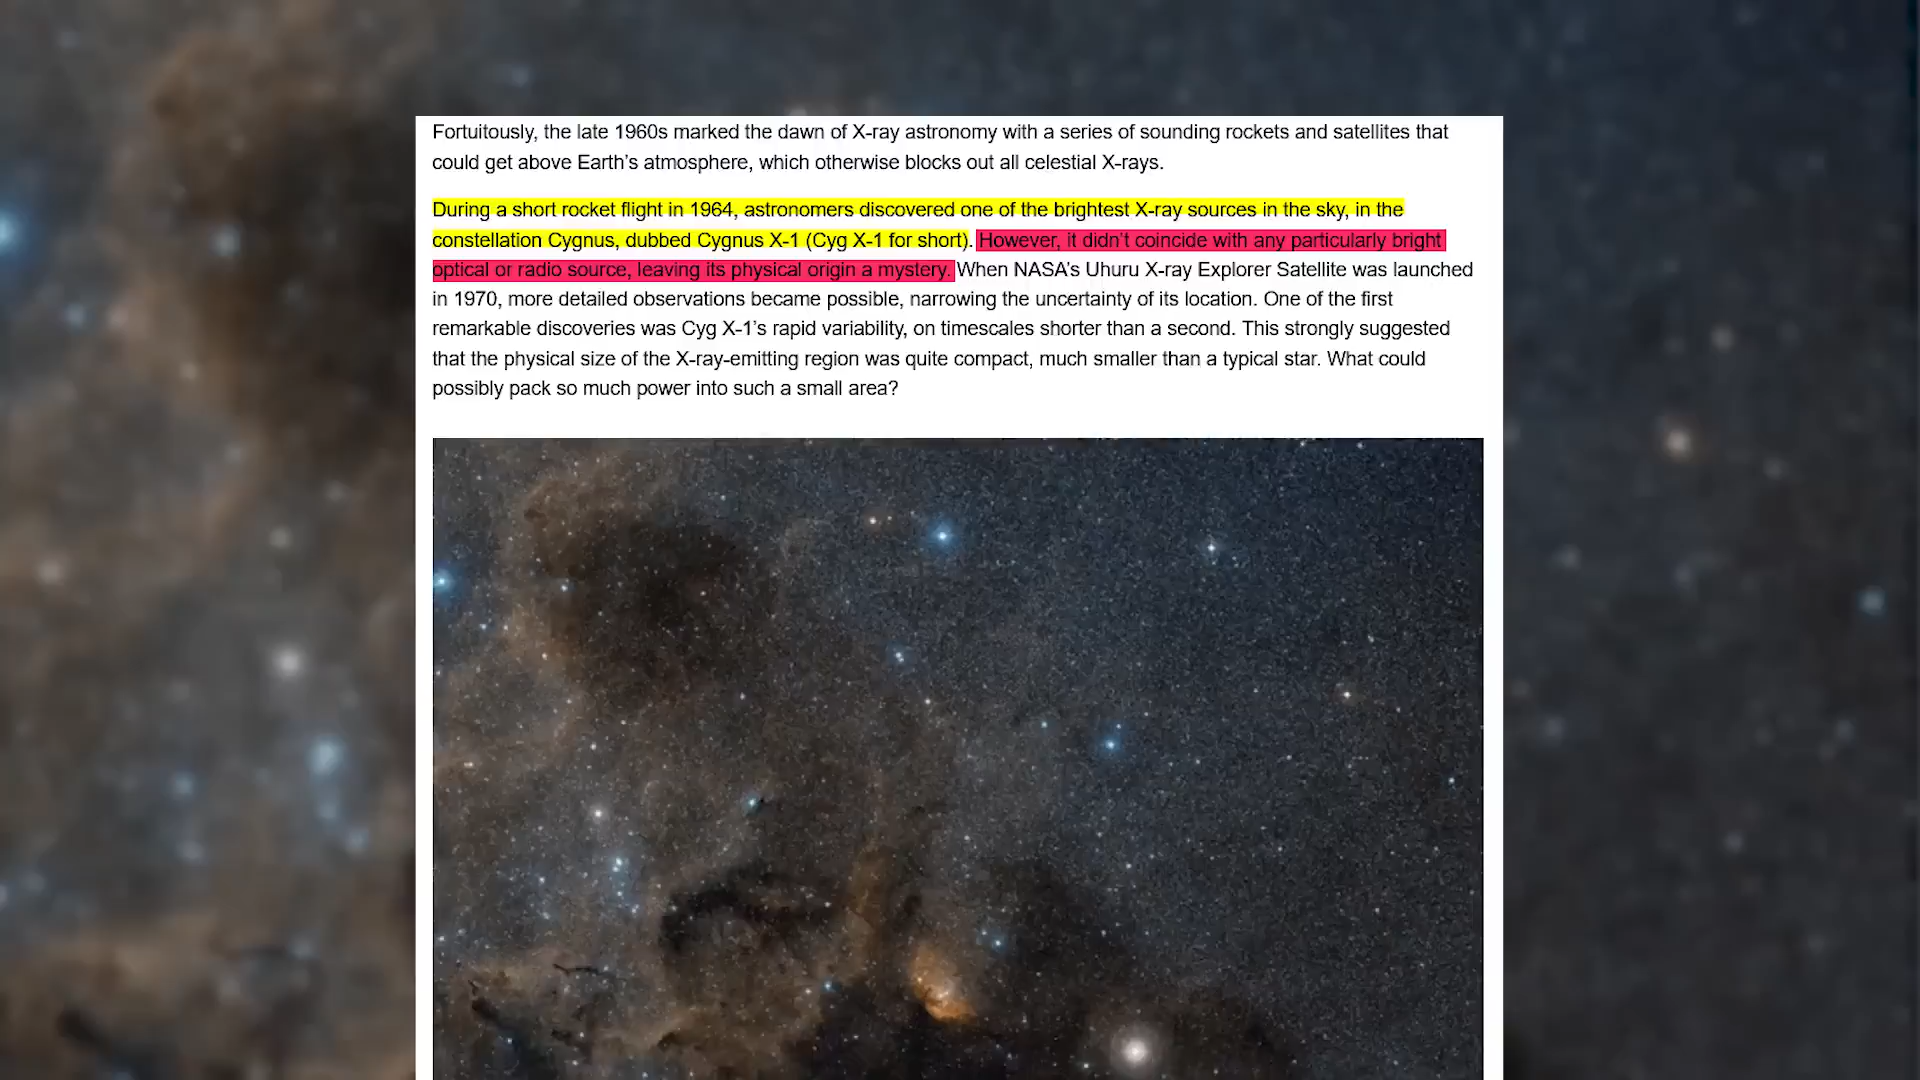 Fortuitously, the late 1960s marked the dawn of X-ray astronomy with a series of sounding rockets and satellites that
could get above Earth’s atmosphere, which otherwise blocks out all celestial X-rays.
During a short rocket flight in 1964, astronomers discovered one of the brightest X-ray sources in the sky, in the
constellation Cygnus, dubbed Cygnus X-1 (Cyg X-1 for short). However, it didn’t coincide with any particularly bright
optical or radio source, leaving its physical origin a mystery. When NASA’s Uhuru X-ray Explorer Satellite was launched
in 1970, more detailed observations became possible, narrowing the uncertainty of its location. One of the first
remarkable discoveries was Cyg X-1’s rapid variability, on timescales shorter than a second. This strongly suggested
that the physical size of the X-ray-emitting region was quite compact, much smaller than a typical star. What could
possibly pack so much power into such a small area?